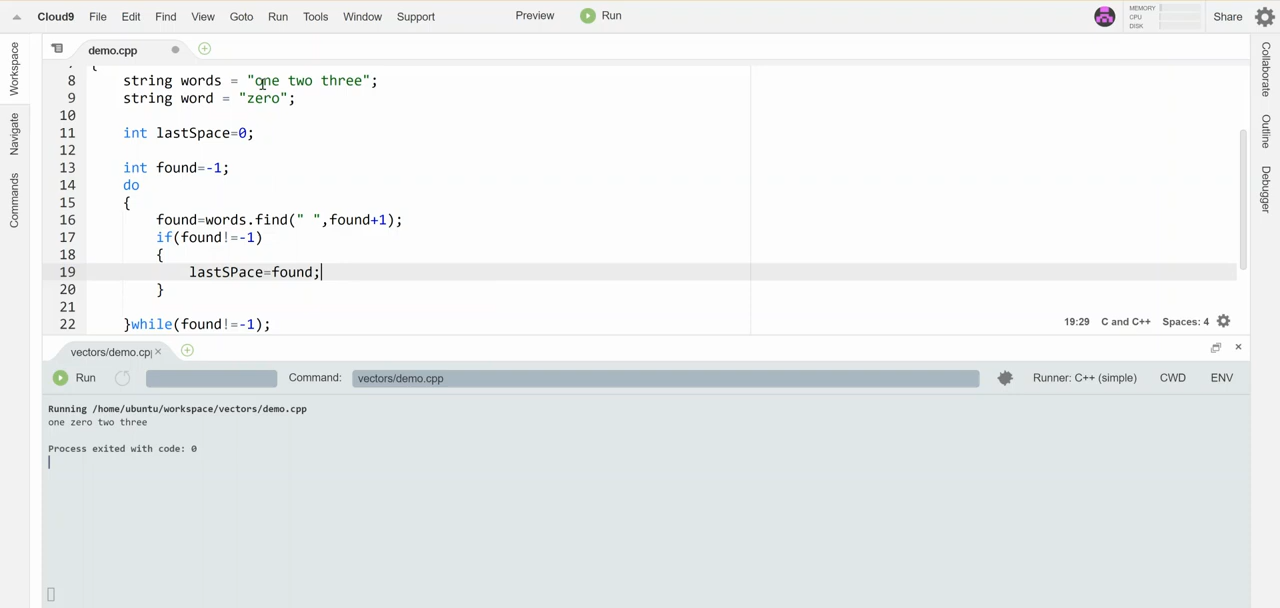 Cloud9 File Edit Find View Goto Run Tools Window Support Preview Run MEMORY CPU DISK Share
Workspace
Navigate
Commands
demo.cpp
8 string words = "one two three";
9 string word = "zero";
10
11 int lastSpace=0;
12
13 int found=-1;
14 do
15 {
16 found=words.find(" ",found+1);
17 if(found!=-1)
18 {
19 lastSPace=found;
20 }
21
22 }while(found!=-1);
19:29 C and C++ Spaces: 4
Collaborate
Outline
Debugger
vectors/demo.cp
Run Command: vectors/demo.cpp Runner: C++ (simple) CWD ENV
Running /home/ubuntu/workspace/vectors/demo.cpp
one zero two three
Process exited with code: 0